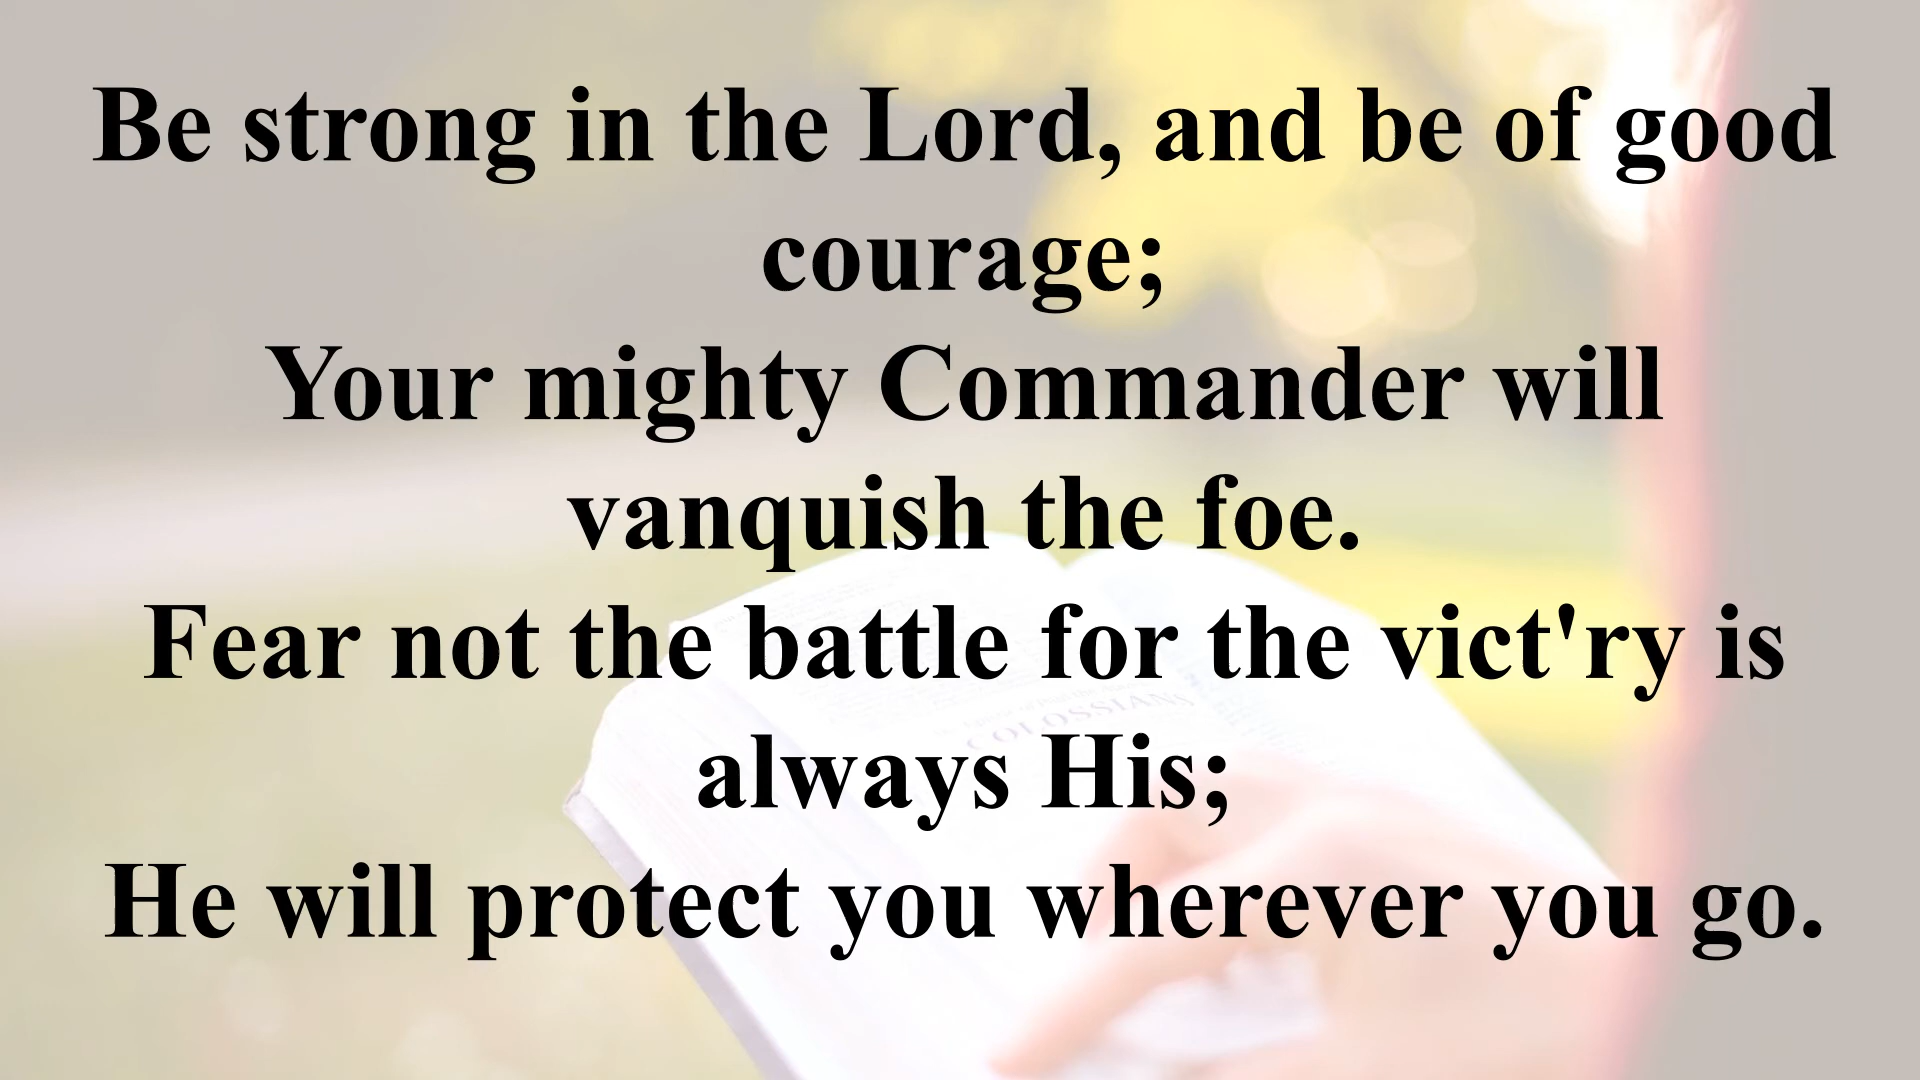 Be strong in the Lord, and be of good
courage;
Your mighty Commander will
vanquish the foe.
Fear not the battle for the vict'ry is
always His;
He will protect you wherever you go.
COLOSSIANS